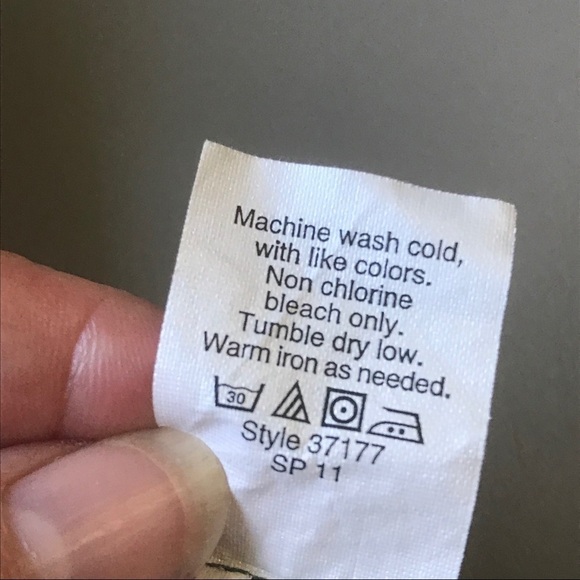 Machine wash cold,
with like colors.
Non chlorine
bleach only.
Tumble dry low.
Warm iron as needed.
30
Style 37177
SP 11